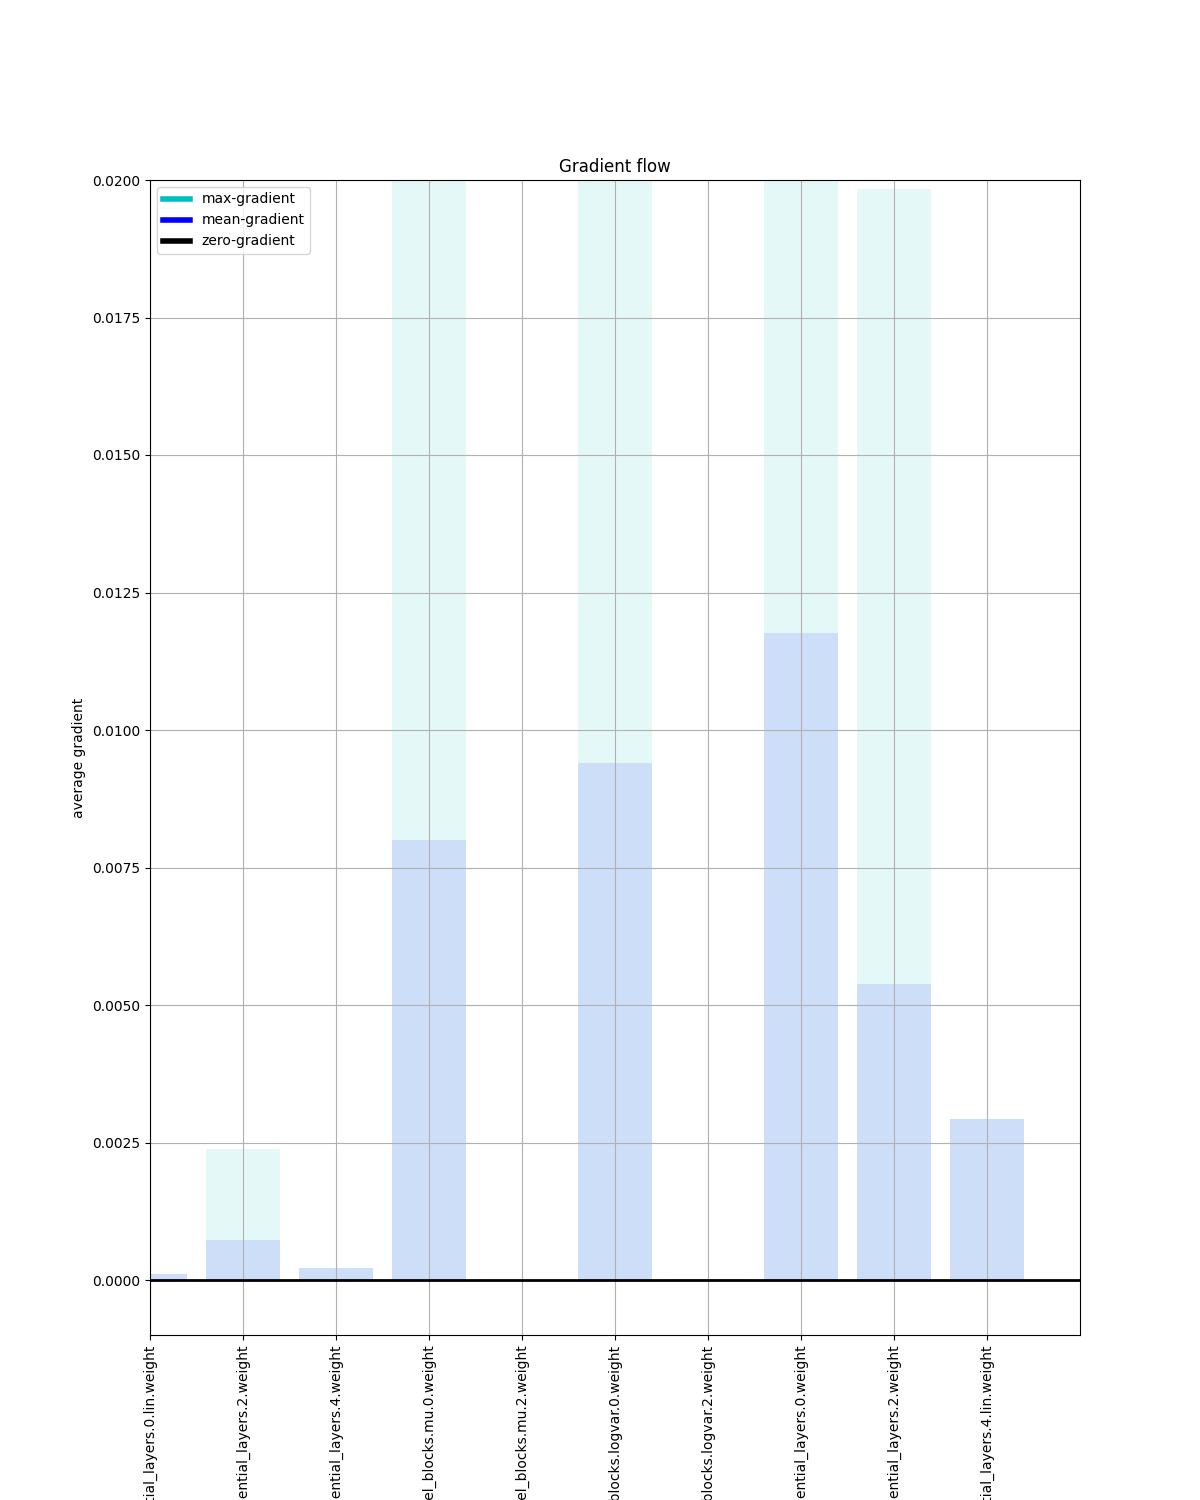 Gradient flow
max-gradient
mean-gradient
zero-gradient
0.0200
0.0175
0.0150
0.0125
0.0100
0.0075
0.0050
0.0025
0.0000
average gradient
tial_layers.0.lin.weight
ential_layers.2.weight
ential_layers.4.weight
el_blocks.mu.0.weight
el_blocks.mu.2.weight
blocks.logvar.0.weight
blocks.logvar.2.weight
ential_layers.0.weight
ential_layers.2.weight
tial_layers.4.lin.weight